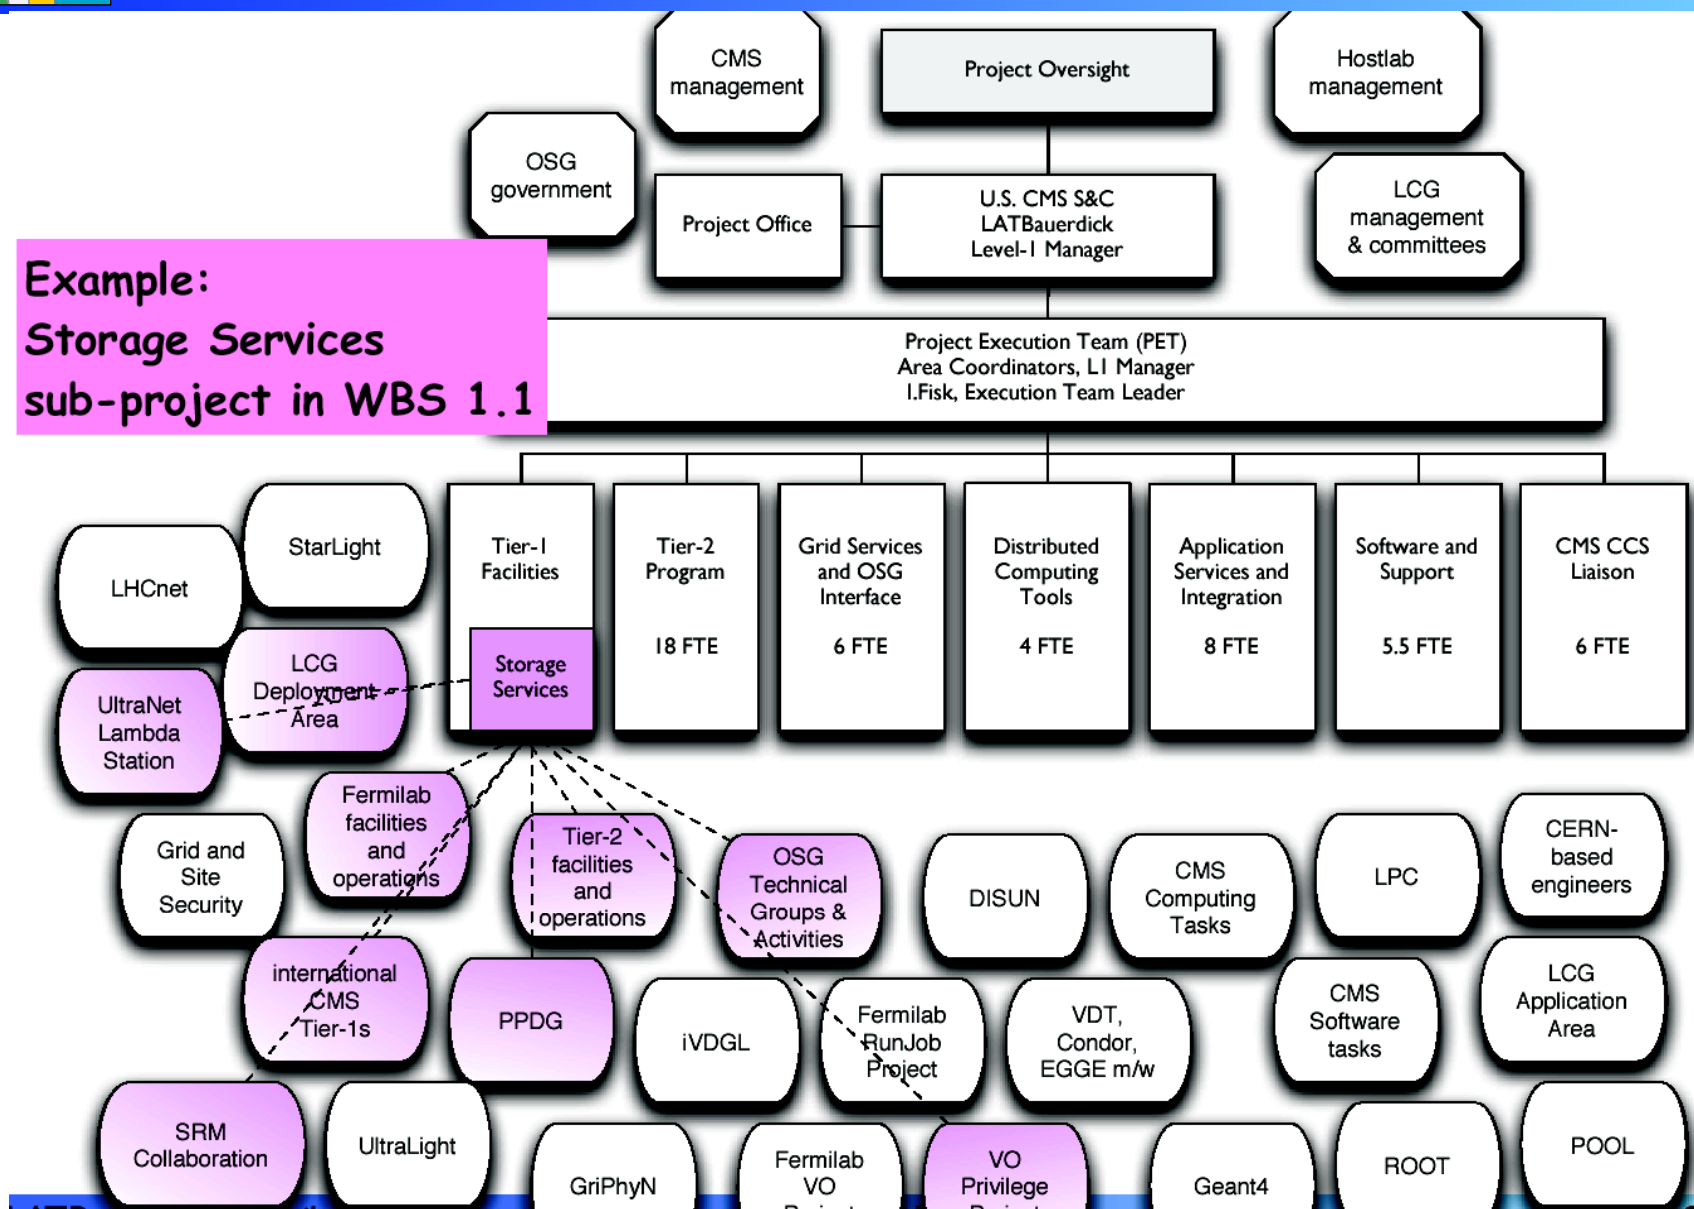 CMS
management
Project Oversight
Hostlab
management
OSG
government
Project Office
U.S. CMS S&C
LATBauerdick
Level-1 Manager
LCG
management
& committees
Example:
Storage Services
sub-project in WBS 1.1
Project Execution Team (PET)
Area Coordinators, L1 Manager
I.Fisk, Execution Team Leader
StarLight
LHCnet
Tier-1
Facilities
Tier-2
Program
18 FTE
Grid Services
and OSG
Interface
6 FTE
Distributed
Computing
Tools
4 FTE
Application
Services and
Integration
8 FTE
Software and
Support
5.5 FTE
CMS CCS
Liaison
6 FTE
Storage
Services
LCG
Deployment
Area
UltraNet
Lambda
Station
Fermilab
facilities
and
operations
Grid and
Site
Security
Tier-2
facilities
and
operations
OSG
Technical
Groups &
Activities
DISUN
CMS
Computing
Tasks
LPC
CERN-
based
engineers
international
CMS
Tier-1s
PPDG
iVDGL
Fermilab
RunJob
Project
VDT,
Condor,
EGGE m/w
CMS
Software
tasks
LCG
Application
Area
SRM
Collaboration
UltraLight
GriPhyN
Fermilab
VO
VO
Privilege
Geant4
ROOT
POOL